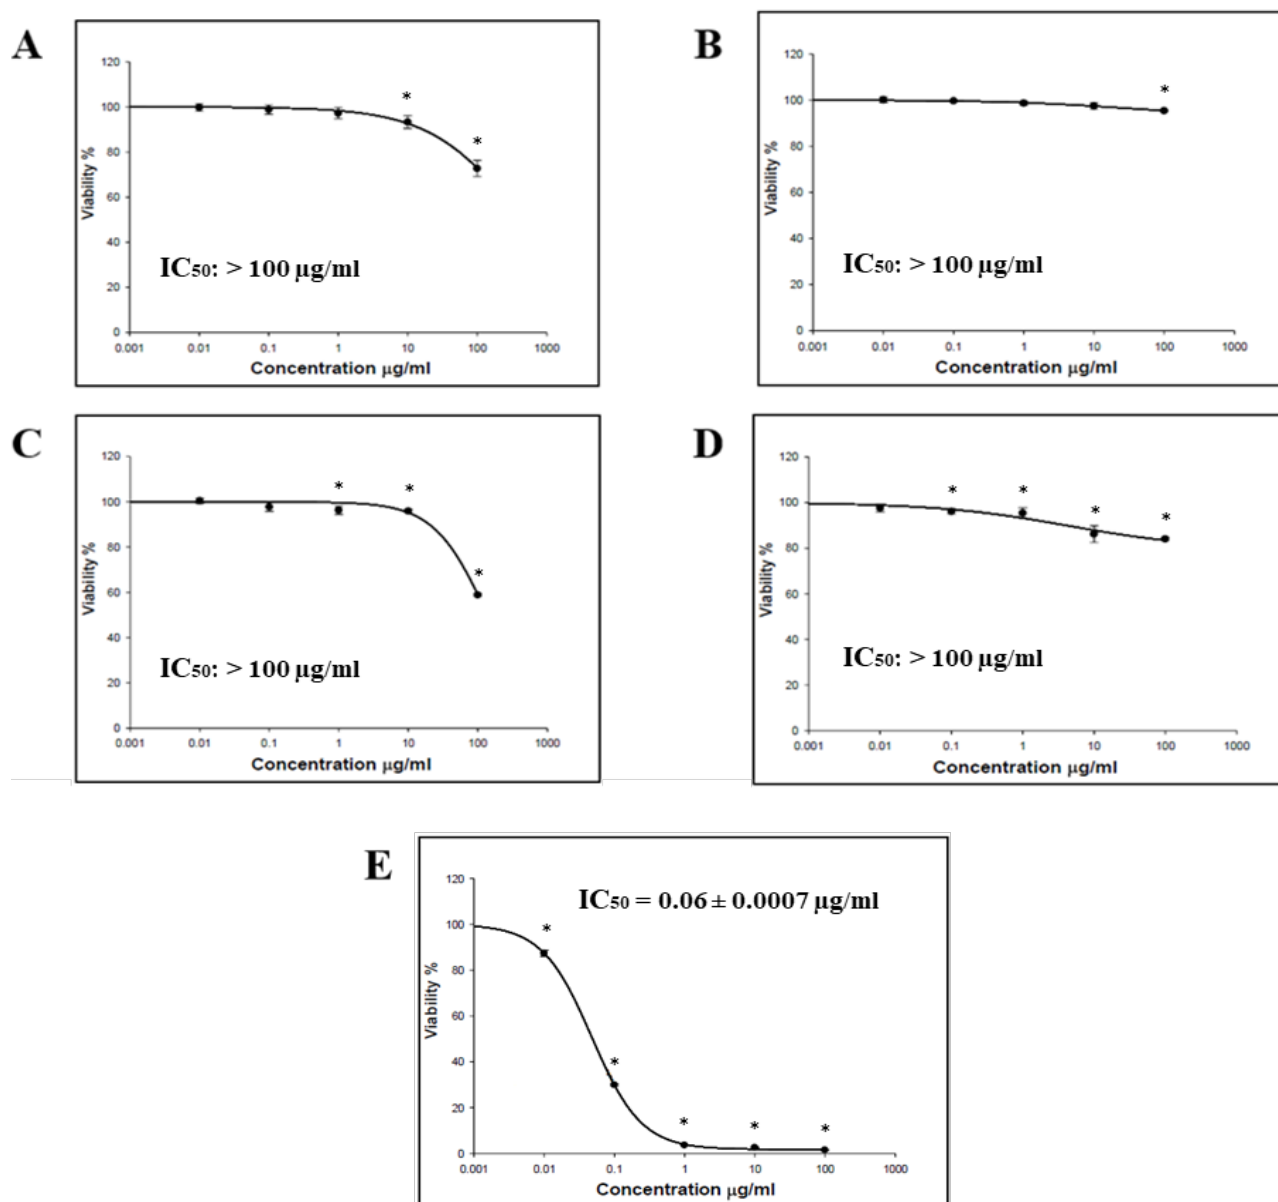 A
120
100
80
60
40
20
0
Viability %
* *
IC50: > 100 µg/ml
0.001 0.01 0.1 1 10 100 1000
Concentration µg/ml
B
120
100
80
60
40
20
0
Viability %
*
IC50: > 100 µg/ml
0.001 0.01 0.1 1 10 100 1000
Concentration µg/ml
C
120
100
80
60
40
20
0
Viability %
* * *
IC50: > 100 µg/ml
0.001 0.01 0.1 1 10 100 1000
Concentration µg/ml
D
120
100
80
60
40
20
0
Viability %
* * * *
IC50: > 100 µg/ml
0.001 0.01 0.1 1 10 100 1000
Concentration µg/ml
E
120
100
80
60
40
20
0
Viability %
IC50 = 0.06 ± 0.0007 µg/ml
* * * * *
0.001 0.01 0.1 1 10 100 1000
Concentration µg/ml